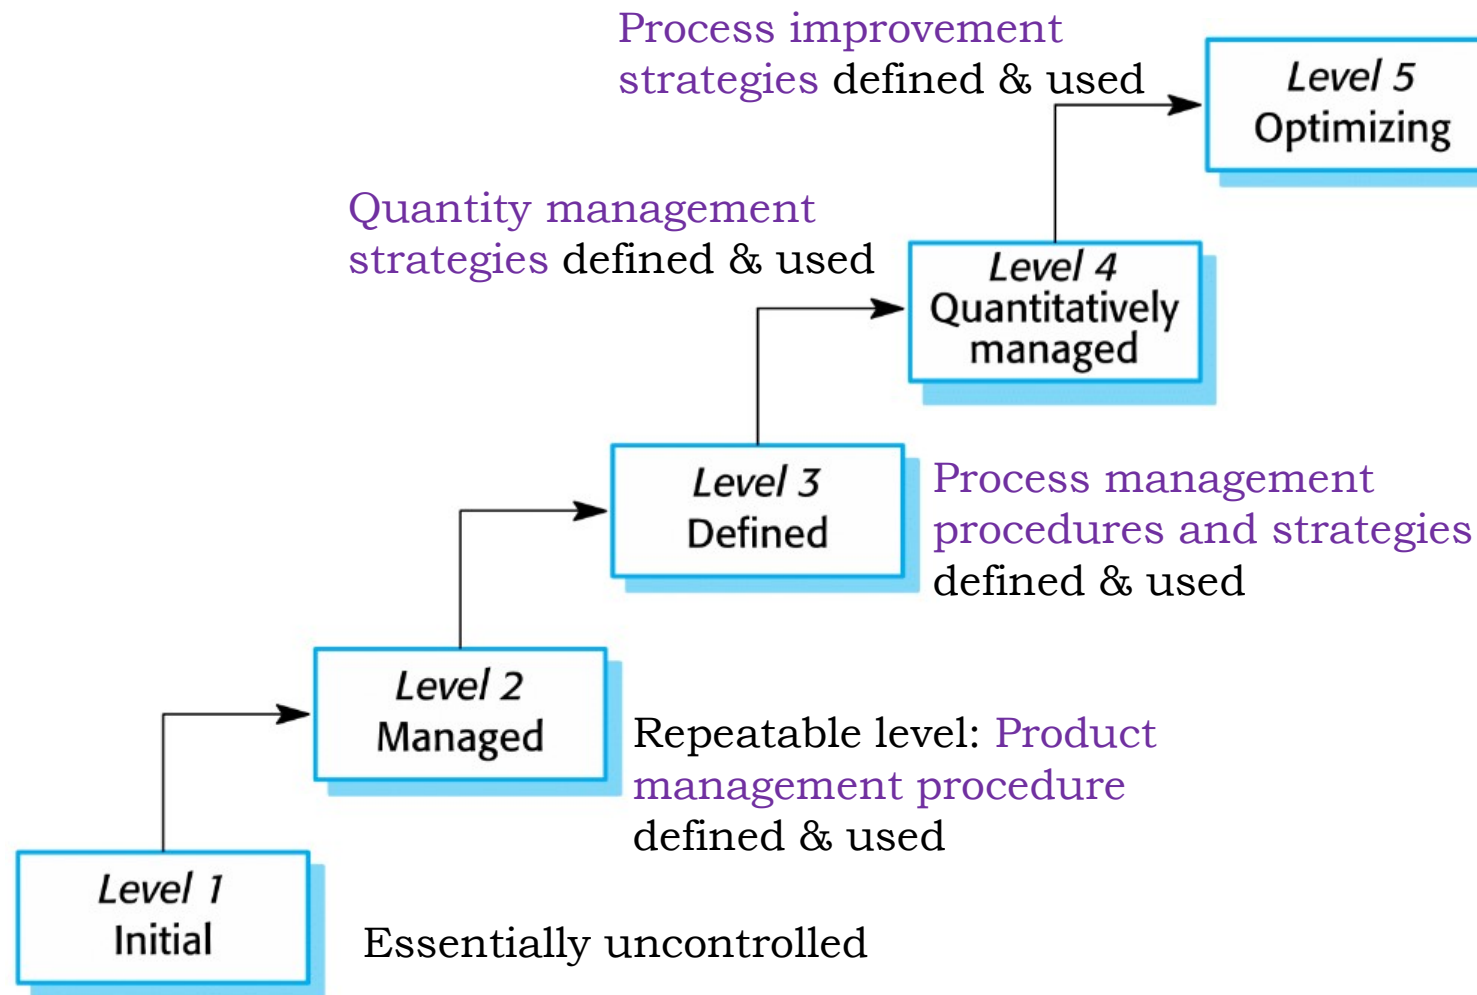 Process improvement
strategies defined & used
Level 5
Optimizing
Quantity management
strategies defined & used
Level 4
Quantitatively
managed
Level 3
Defined
Process management
procedures and strategies
defined & used
Level 2
Managed
Repeatable level: Product
management procedure
defined & used
Level 1
Initial
Essentially uncontrolled